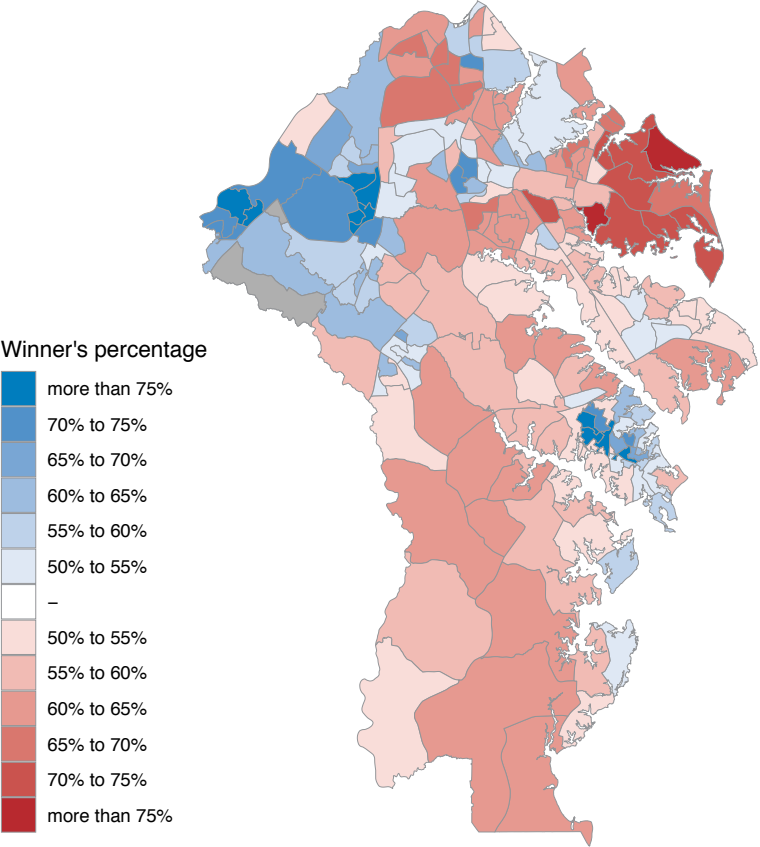 Winner's percentage
more than 75%
70% to 75%
65% to 70%
60% to 65%
55% to 60%
50% to 55%
–
50% to 55%
55% to 60%
60% to 65%
65% to 70%
70% to 75%
more than 75%